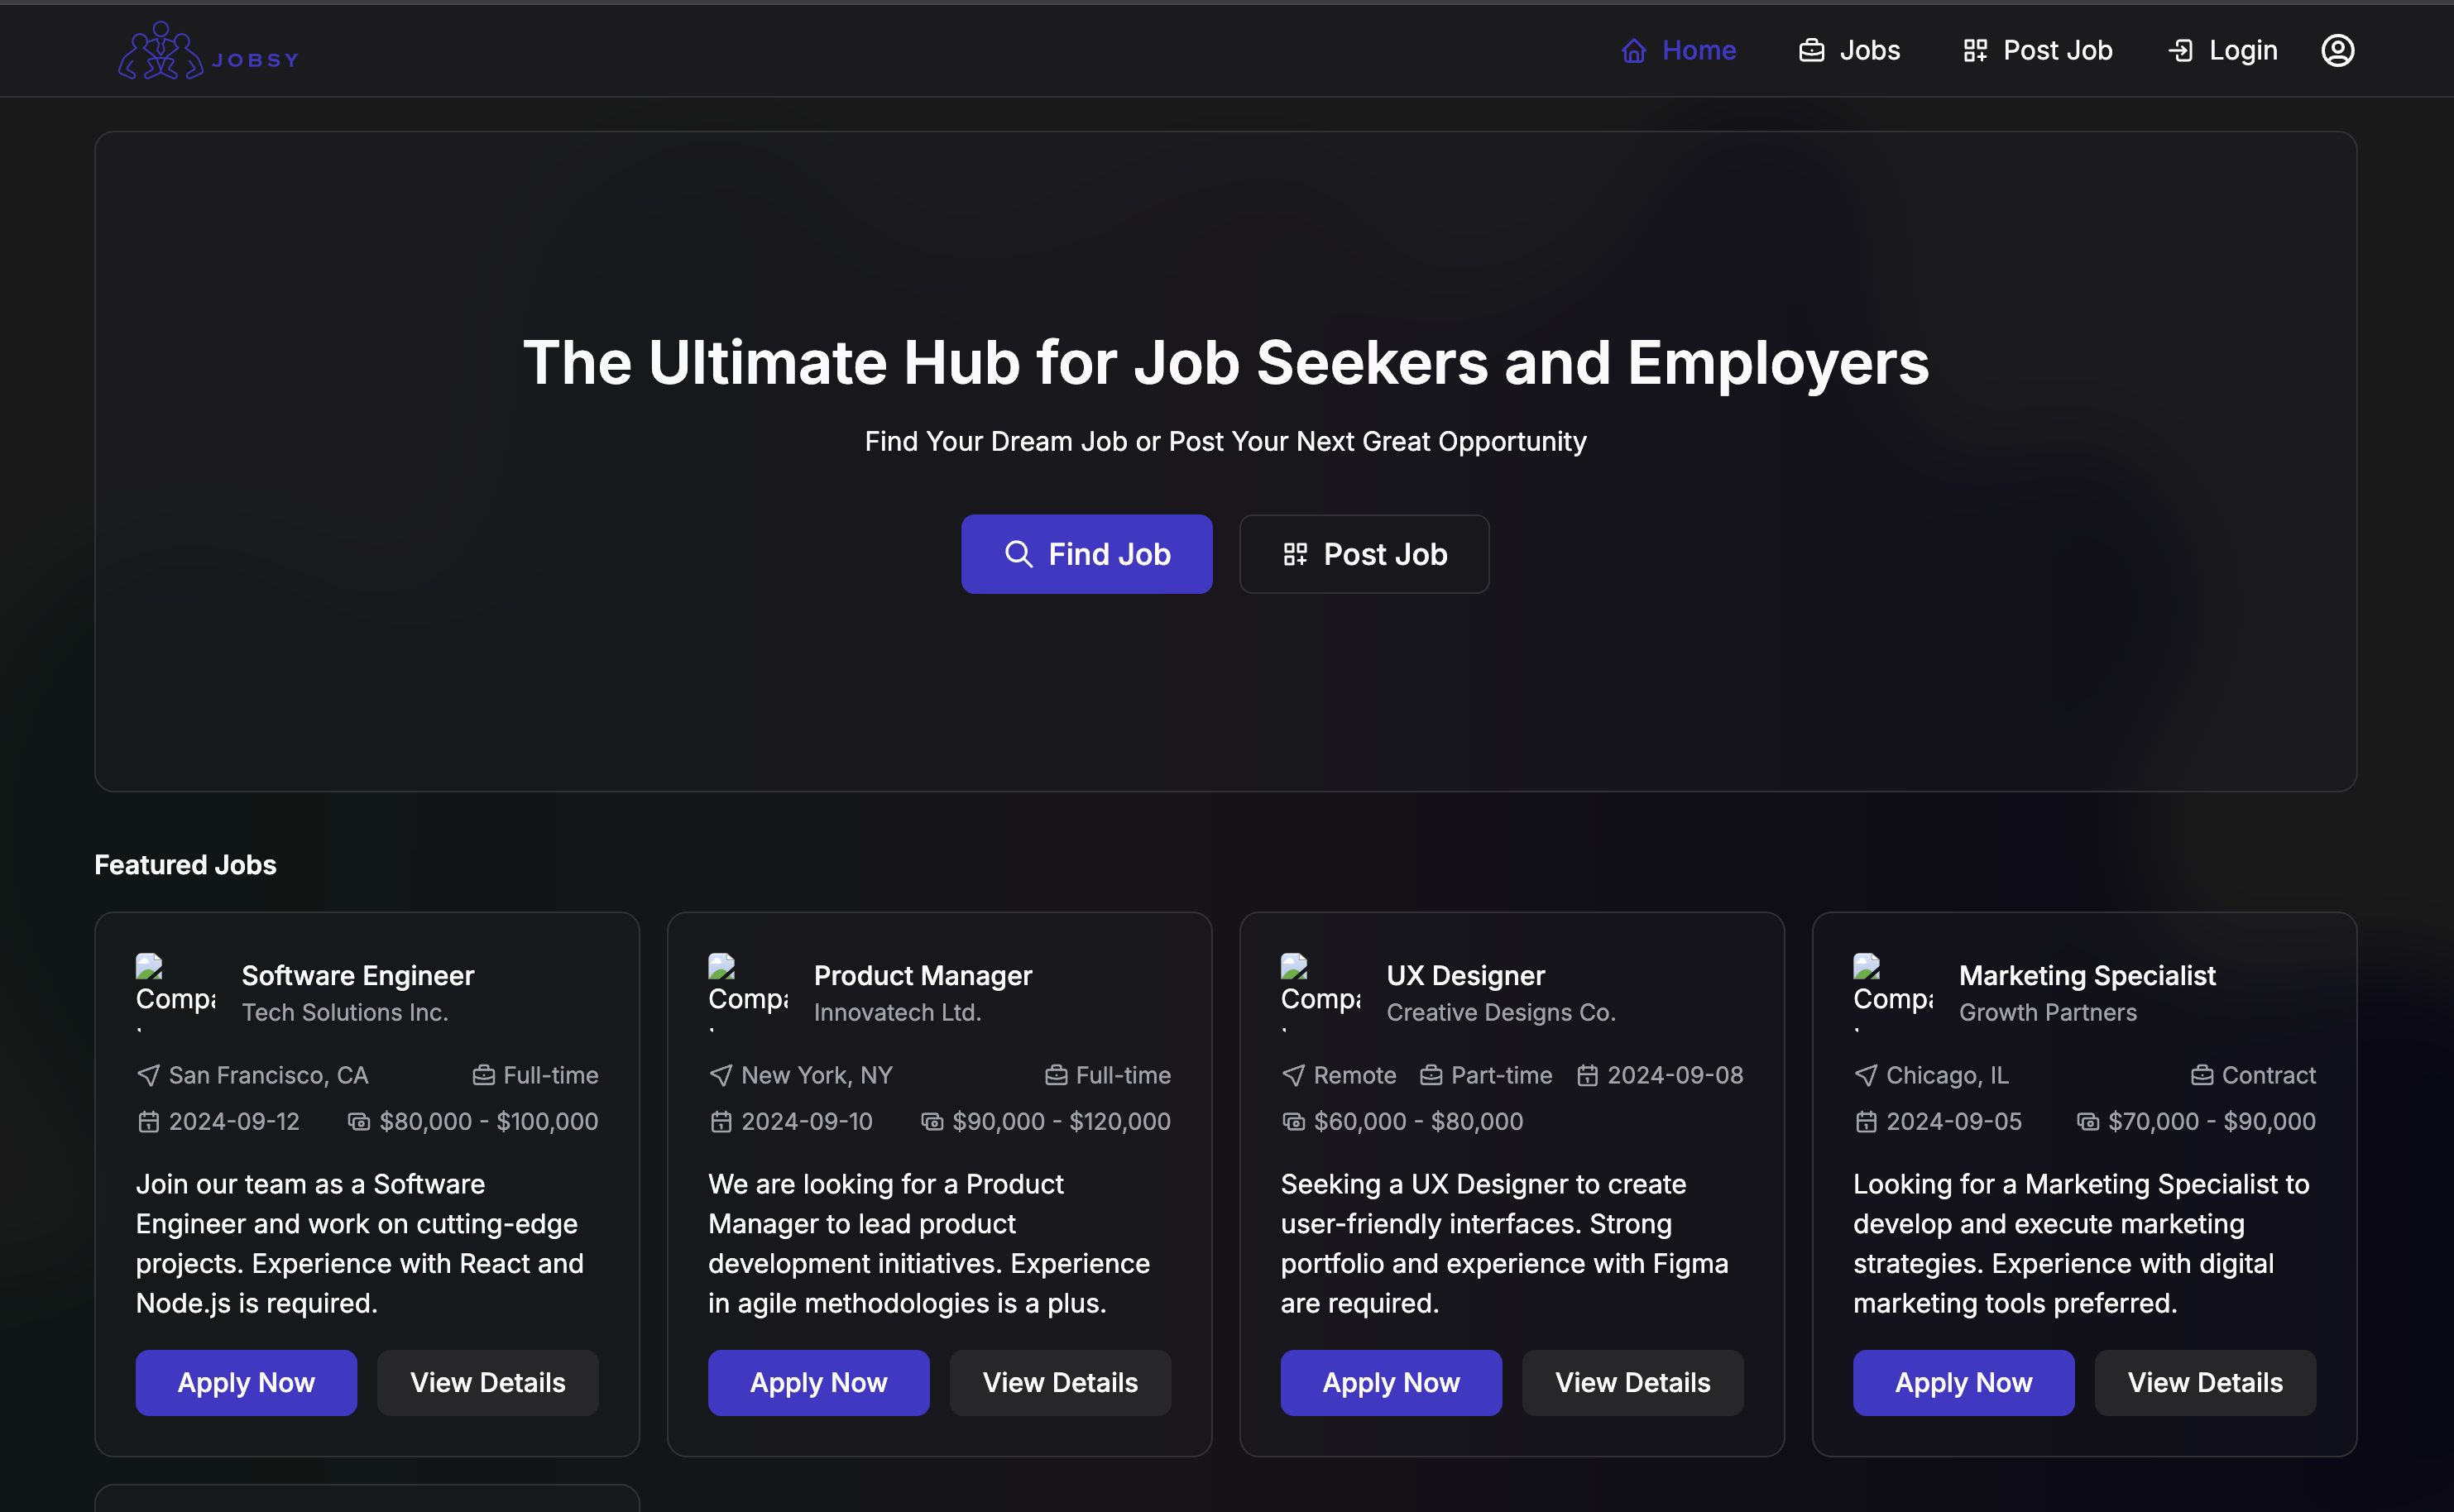 JOBSY
Home
Jobs
Post Job
Login
The Ultimate Hub for Job Seekers and Employers
Find Your Dream Job or Post Your Next Great Opportunity
Find Job
Post Job
Featured Jobs
Software Engineer
Tech Solutions Inc.
San Francisco, CA
Full-time
2024-09-12
$80,000 - $100,000
Join our team as a Software
Engineer and work on cutting-edge
projects. Experience with React and
Node.js is required.
Apply Now
View Details
Product Manager
Innovatech Ltd.
New York, NY
Full-time
2024-09-10
$90,000 - $120,000
We are looking for a Product
Manager to lead product
development initiatives. Experience
in agile methodologies is a plus.
Apply Now
View Details
UX Designer
Creative Designs Co.
Remote
Part-time
2024-09-08
$60,000 - $80,000
Seeking a UX Designer to create
user-friendly interfaces. Strong
portfolio and experience with Figma
are required.
Apply Now
View Details
Marketing Specialist
Growth Partners
Chicago, IL
Contract
2024-09-05
$70,000 - $90,000
Looking for a Marketing Specialist to
develop and execute marketing
strategies. Experience with digital
marketing tools preferred.
Apply Now
View Details